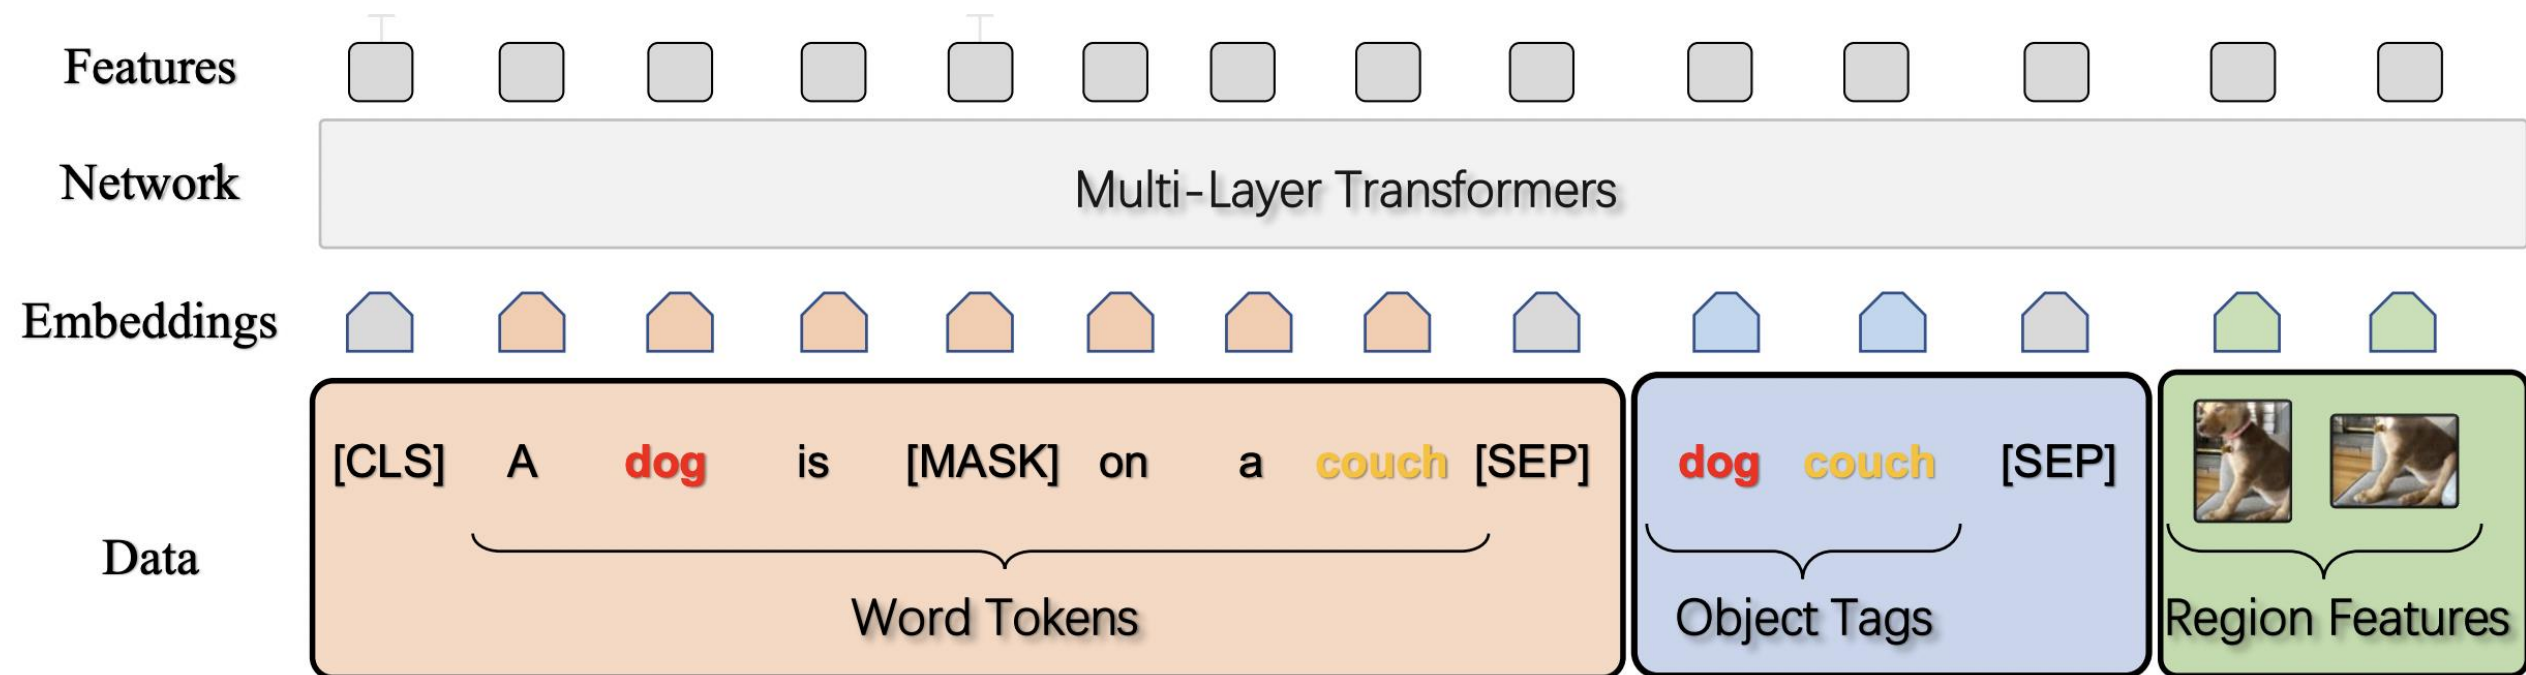 Features
Network
Multi-Layer Transformers
Embeddings
Data
[CLS] A dog is [MASK] on a couch [SEP] dog couch [SEP]
Word Tokens
Object Tags
Region Features